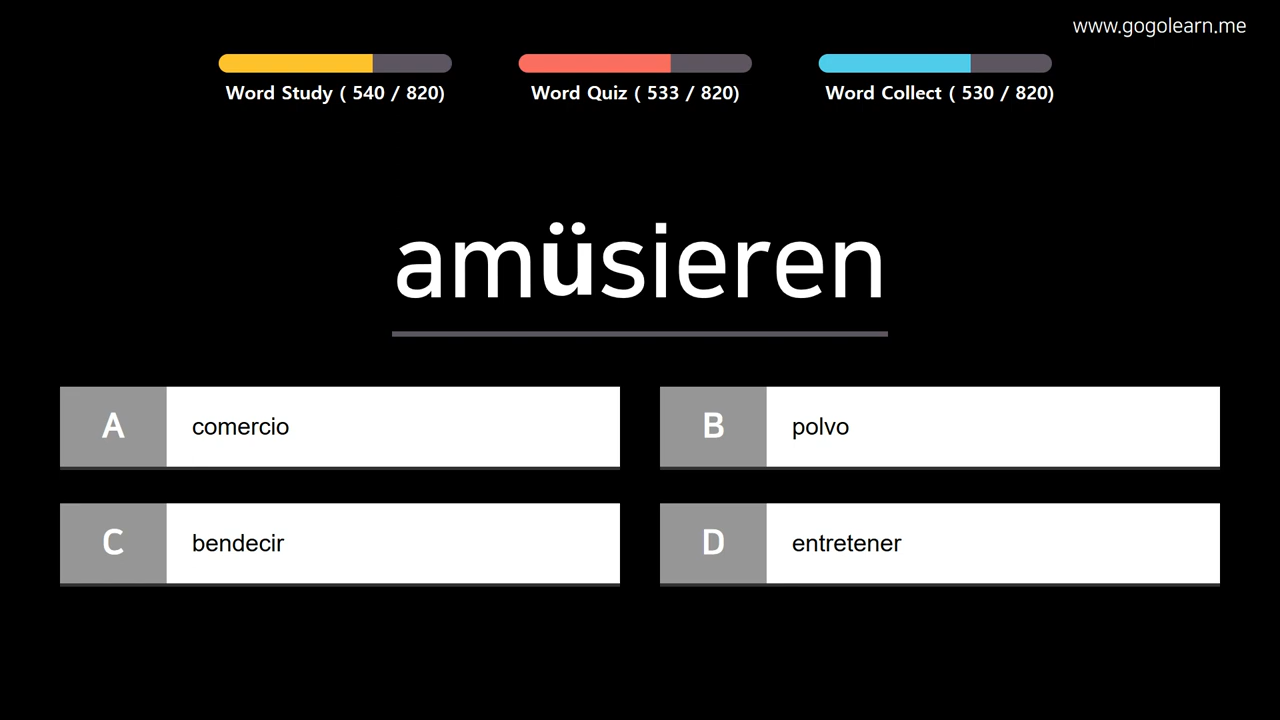 www.gogolearn.me
Word Study ( 540 / 820)
Word Quiz ( 533 / 820)
Word Collect ( 530 / 820)
amüsieren
A comercio
B polvo
C bendecir
D entretener